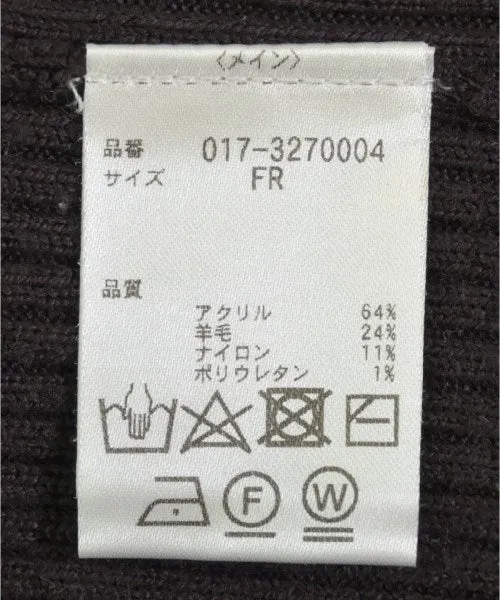 〈メイン〉
品番 017-3270004
サイズ FR
品質
アクリル 64%
羊毛 24%
ナイロン 11%
ポリウレタン 1%
F W